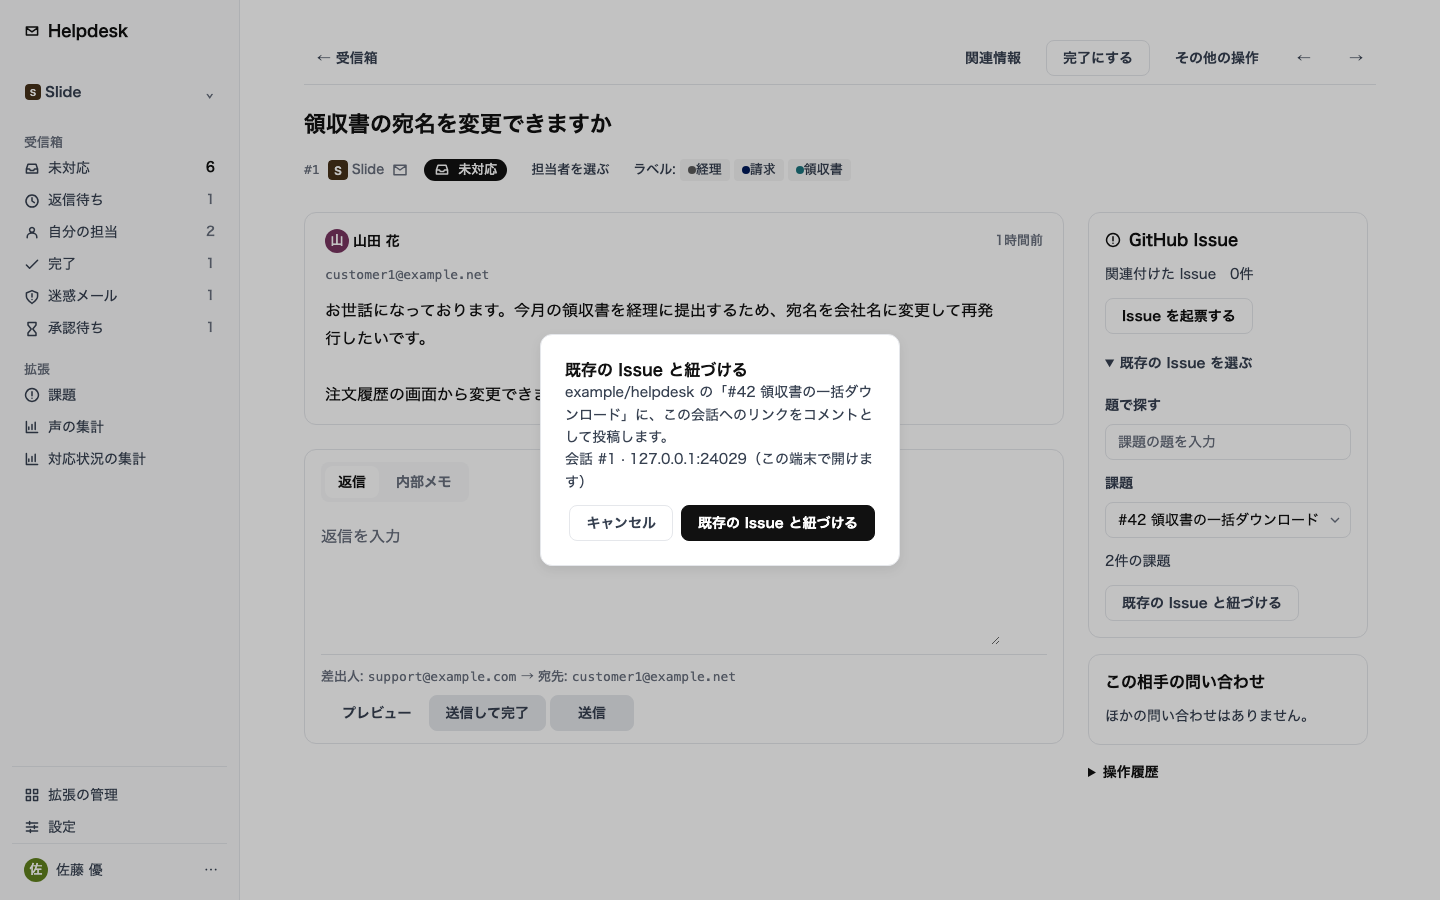 Helpdesk
S Slide
受信箱
未対応 6
返信待ち 1
自分の担当 2
完了 1
迷惑メール 1
承認待ち 1
拡張
課題
声の集計
対応状況の集計
拡張の管理
設定
佐 佐藤 優 …
← 受信箱
関連情報 完了にする その他の操作 ← →
領収書の宛名を変更できますか
#1 S Slide 未対応 担当者を選ぶ ラベル: 経理 請求 領収書
山 山田 花 1時間前
customer1@example.net
お世話になっております。今月の領収書を経理に提出するため、宛名を会社名に変更して再発
行したいです。
注文履歴の画面から変更できま
既存の Issue と紐づける
example/helpdesk の「#42 領収書の一括ダウ
ンロード」に、この会話へのリンクをコメントと
して投稿します。
会話 #1 · 127.0.0.1:24029（この端末で開けま
す）
キャンセル 既存の Issue と紐づける
返信 内部メモ
返信を入力
差出人: support@example.com → 宛先: customer1@example.net
プレビュー 送信して完了 送信
GitHub Issue
関連付けた Issue 0件
Issue を起票する
▼ 既存の Issue を選ぶ
題で探す
課題の題を入力
課題
#42 領収書の一括ダウンロード
2件の課題
既存の Issue と紐づける
この相手の問い合わせ
ほかの問い合わせはありません。
▶ 操作履歴